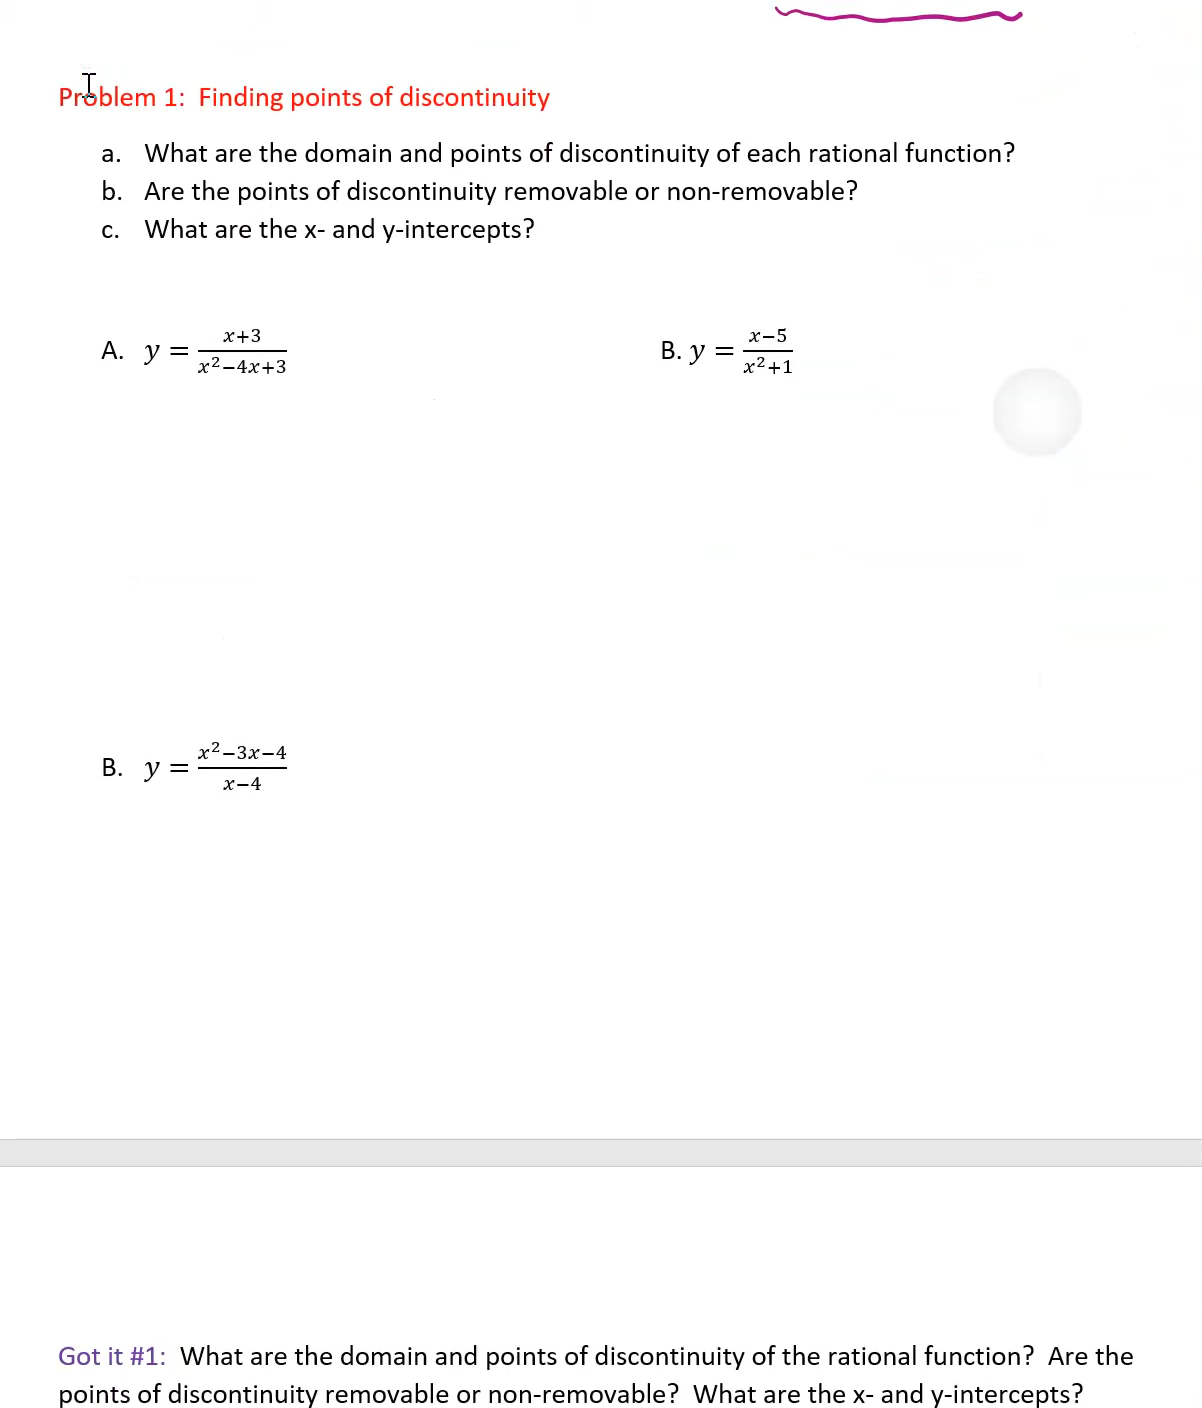 Problem 1:  Finding points of discontinuity
a. What are the domain and points of discontinuity of each rational function?
b. Are the points of discontinuity removable or non-removable?
c. What are the x- and y-intercepts?
A. y = (x+3)/(x²−4x+3)
B. y = (x−5)/(x²+1)
B. y = (x²−3x−4)/(x−4)
Got it #1:  What are the domain and points of discontinuity of the rational function?  Are the
points of discontinuity removable or non-removable?  What are the x- and y-intercepts?